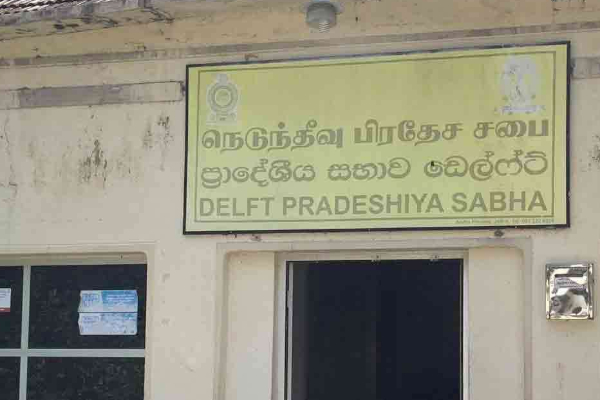 நெடுந்தீவு பிரதேச சபை
ප්‍රාදේශීය සභාව ඩෙල්ෆ්ට්
DELFT PRADESHIYA SABHA